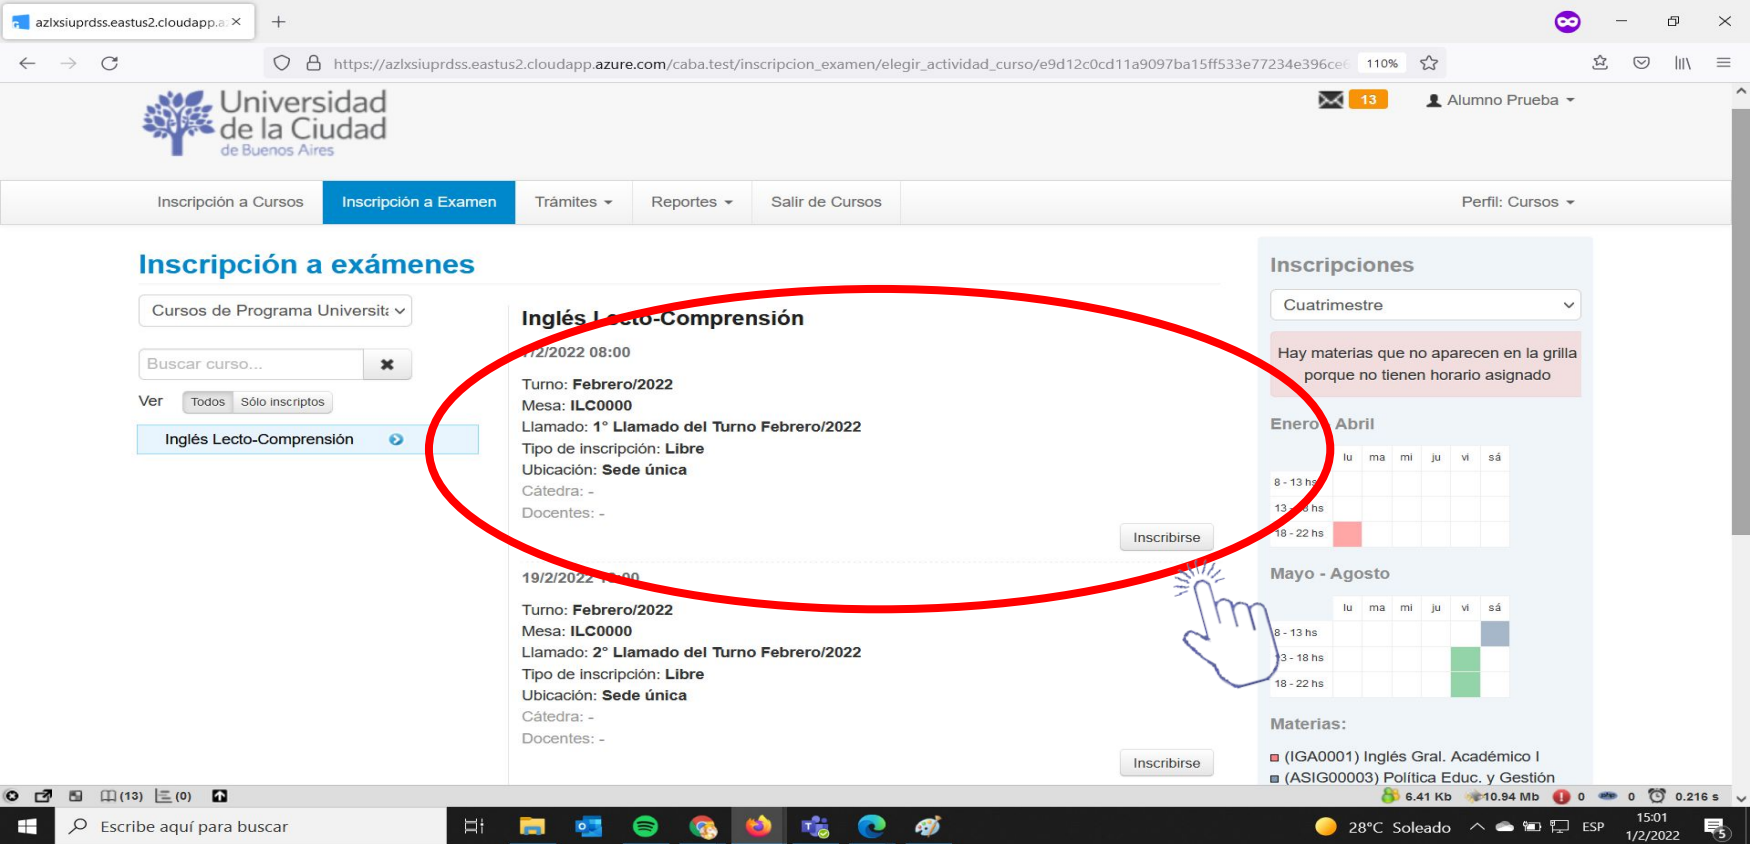 azlxsiuprdss.eastus2.cloudapp.a
https://azlxsiuprdss.eastus2.cloudapp.azure.com/caba.test/inscripcion_examen/elegir_actividad_curso/e9d12c0cd11a9097ba15ff533e77234e396ce6
110%
Universidad
de la Ciudad
de Buenos Aires
13
Alumno Prueba
Inscripción a Cursos
Inscripción a Examen
Trámites
Reportes
Salir de Cursos
Perfil: Cursos
Inscripción a exámenes
Cursos de Programa Universita
Buscar curso...
Ver Todos Sólo inscriptos
Inglés Lecto-Comprensión
Inglés Lecto-Comprensión
/2/2022 08:00
Turno: Febrero/2022
Mesa: ILC0000
Llamado: 1° Llamado del Turno Febrero/2022
Tipo de inscripción: Libre
Ubicación: Sede única
Cátedra: -
Docentes: -
Inscribirse
19/2/2022
Turno: Febrero/2022
Mesa: ILC0000
Llamado: 2° Llamado del Turno Febrero/2022
Tipo de inscripción: Libre
Ubicación: Sede única
Cátedra: -
Docentes: -
Inscribirse
Inscripciones
Cuatrimestre
Hay materias que no aparecen en la grilla
porque no tienen horario asignado
Enero - Abril
lu ma mi ju vi sá
8 - 13 hs
13 - 18 hs
18 - 22 hs
Mayo - Agosto
lu ma mi ju vi sá
8 - 13 hs
13 - 18 hs
18 - 22 hs
Materias:
(IGA0001) Inglés Gral. Académico I
(ASIG00003) Política Educ. y Gestión
(13) (0)
6.41 Kb 10.94 Mb 0 0 0.216 s
Escribe aquí para buscar
28°C Soleado
ESP
15:01
1/2/2022
5